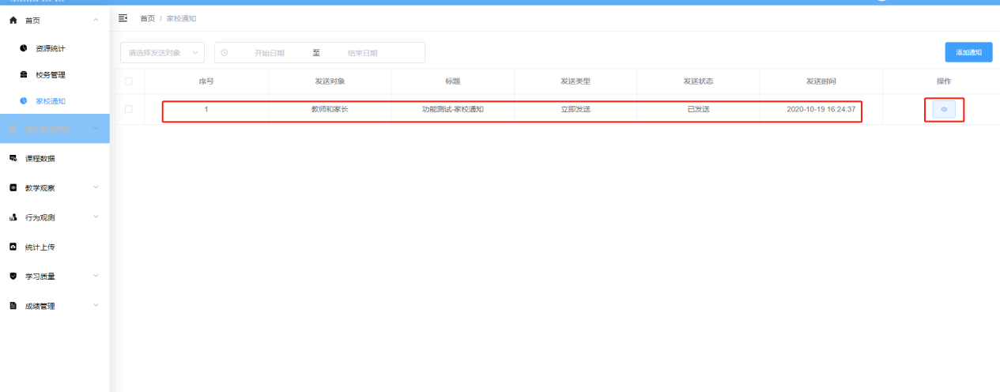 首页
资源统计
校务管理
家校通知
课程数据
教学观察
行为观测
统计上传
学习质量
成绩管理
首页 / 家校通知
请选择发送对象 开始日期 至 结束日期 添加通知
序号 发送对象 标题 发送类型 发送状态 发送时间 操作
1 教师和家长 功能测试-家校通知 立即发送 已发送 2020-10-19 16:24:37